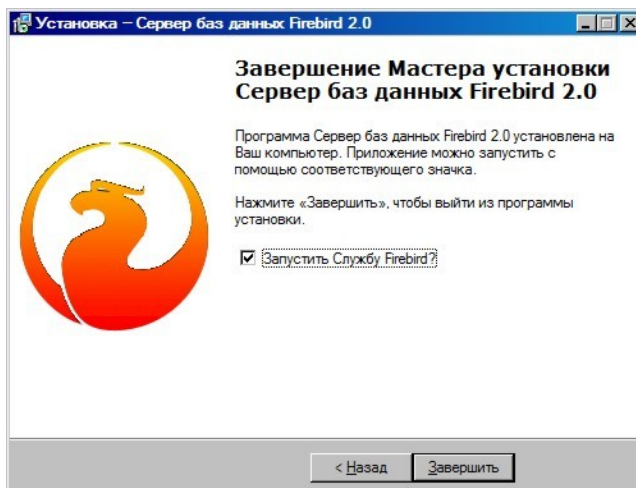 Установка – Сервер баз данных Firebird 2.0
Завершение Мастера установки
Сервер баз данных Firebird 2.0
Программа Сервер баз данных Firebird 2.0 установлена на
Ваш компьютер. Приложение можно запустить с
помощью соответствующего значка.
Нажмите «Завершить», чтобы выйти из программы
установки.
Запустить Службу Firebird?
< Назад
Завершить